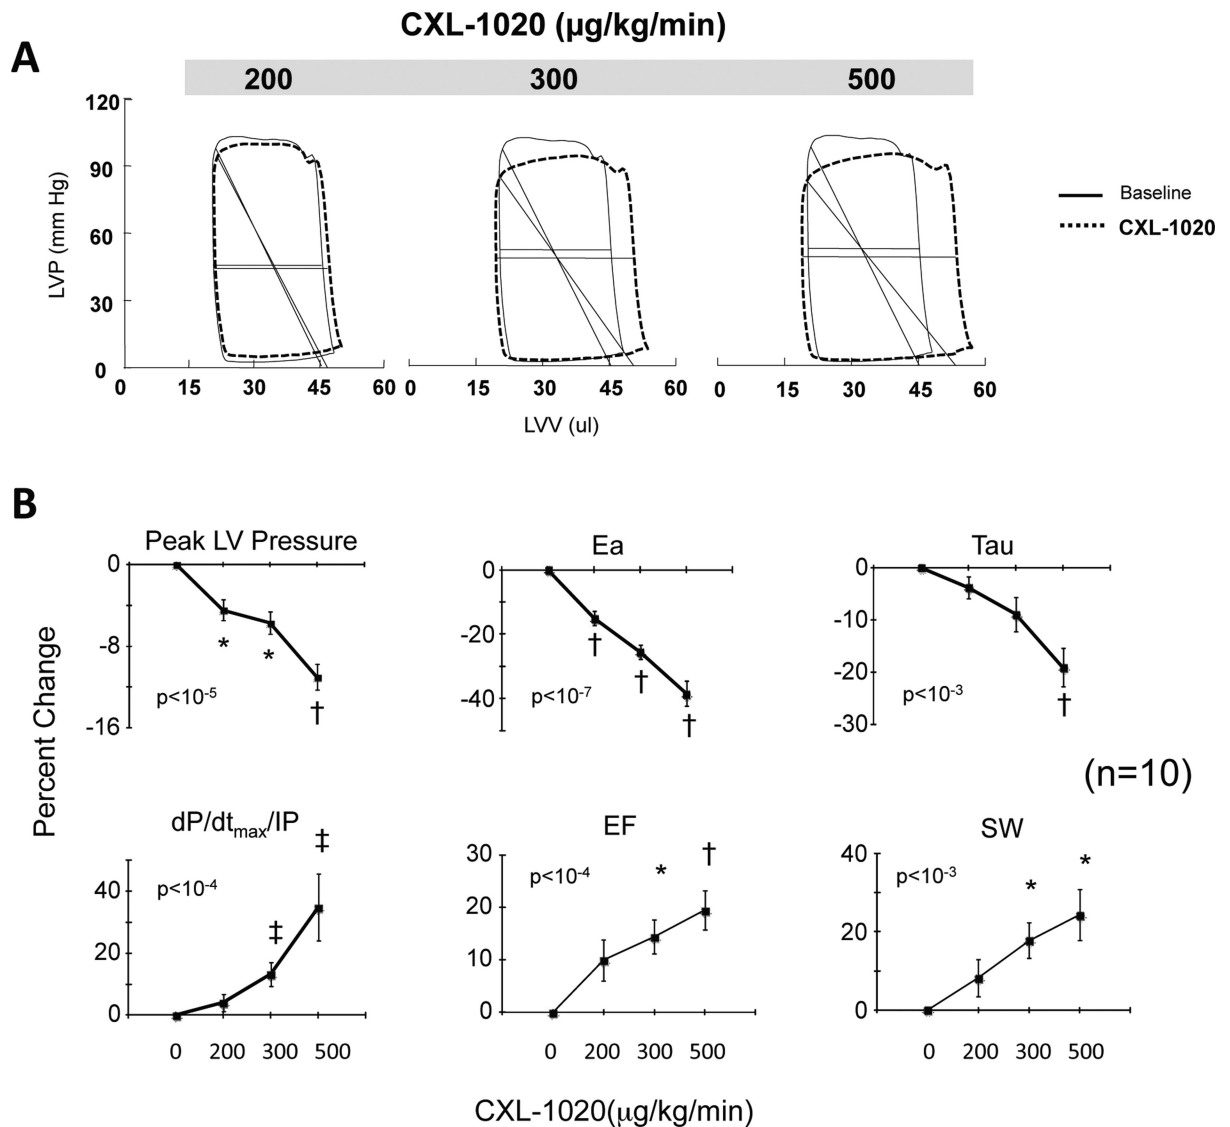 CXL-1020 (µg/kg/min)
A
200 300 500
120
90
60
30
0
LVP (mm Hg)
0 15 30 45 60 0 15 30 45 60 0 15 30 45 60
LVV (ul)
Baseline
CXL-1020
B
Percent Change
Peak LV Pressure
0
-8
-16
* * †
p<10-5
Ea
0
-20
-40
† † †
p<10-7
Tau
0
-10
-20
-30
†
p<10-3
(n=10)
dP/dtmax/IP
40
20
0
‡ ‡
p<10-4
0 200 300 500
EF
30
20
10
0
* †
p<10-4
0 200 300 500
SW
40
20
0
* *
p<10-3
0 200 300 500
CXL-1020(µg/kg/min)